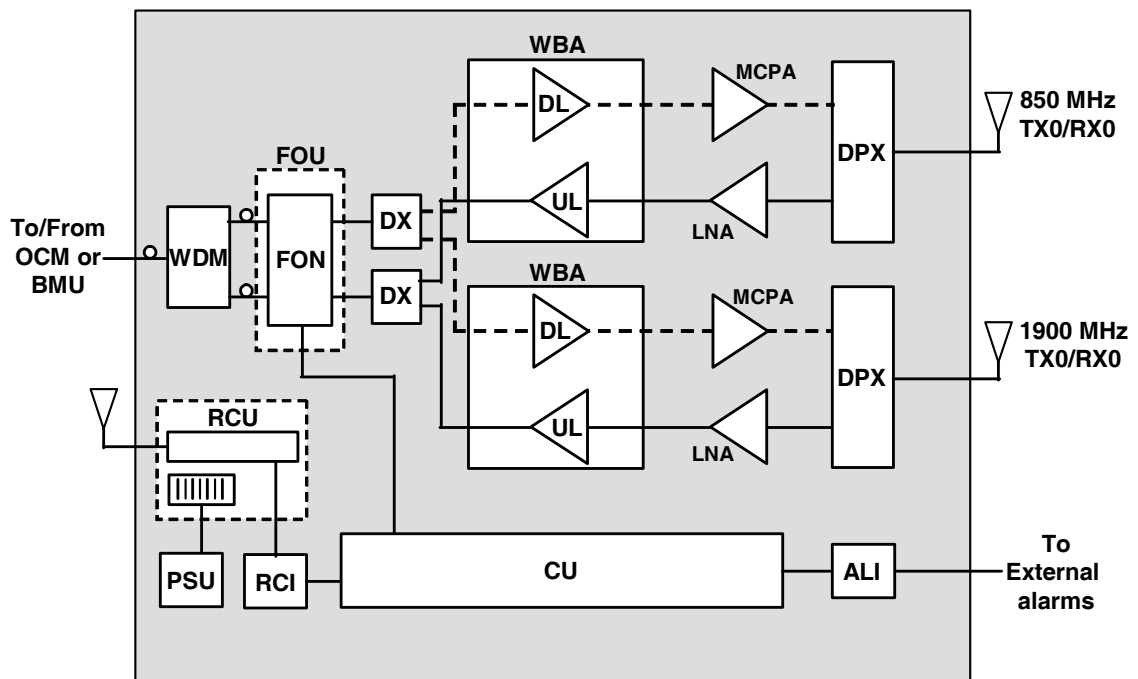 WBA
MCPA
DL
850 MHz
TX0/RX0
FOU
DPX
DX
UL
LNA
To/From
OCM or
BMU
WDM
FON
WBA
DX
MCPA
DL
1900 MHz
TX0/RX0
DPX
RCU
UL
LNA
PSU
RCI
CU
ALI
To
External
alarms